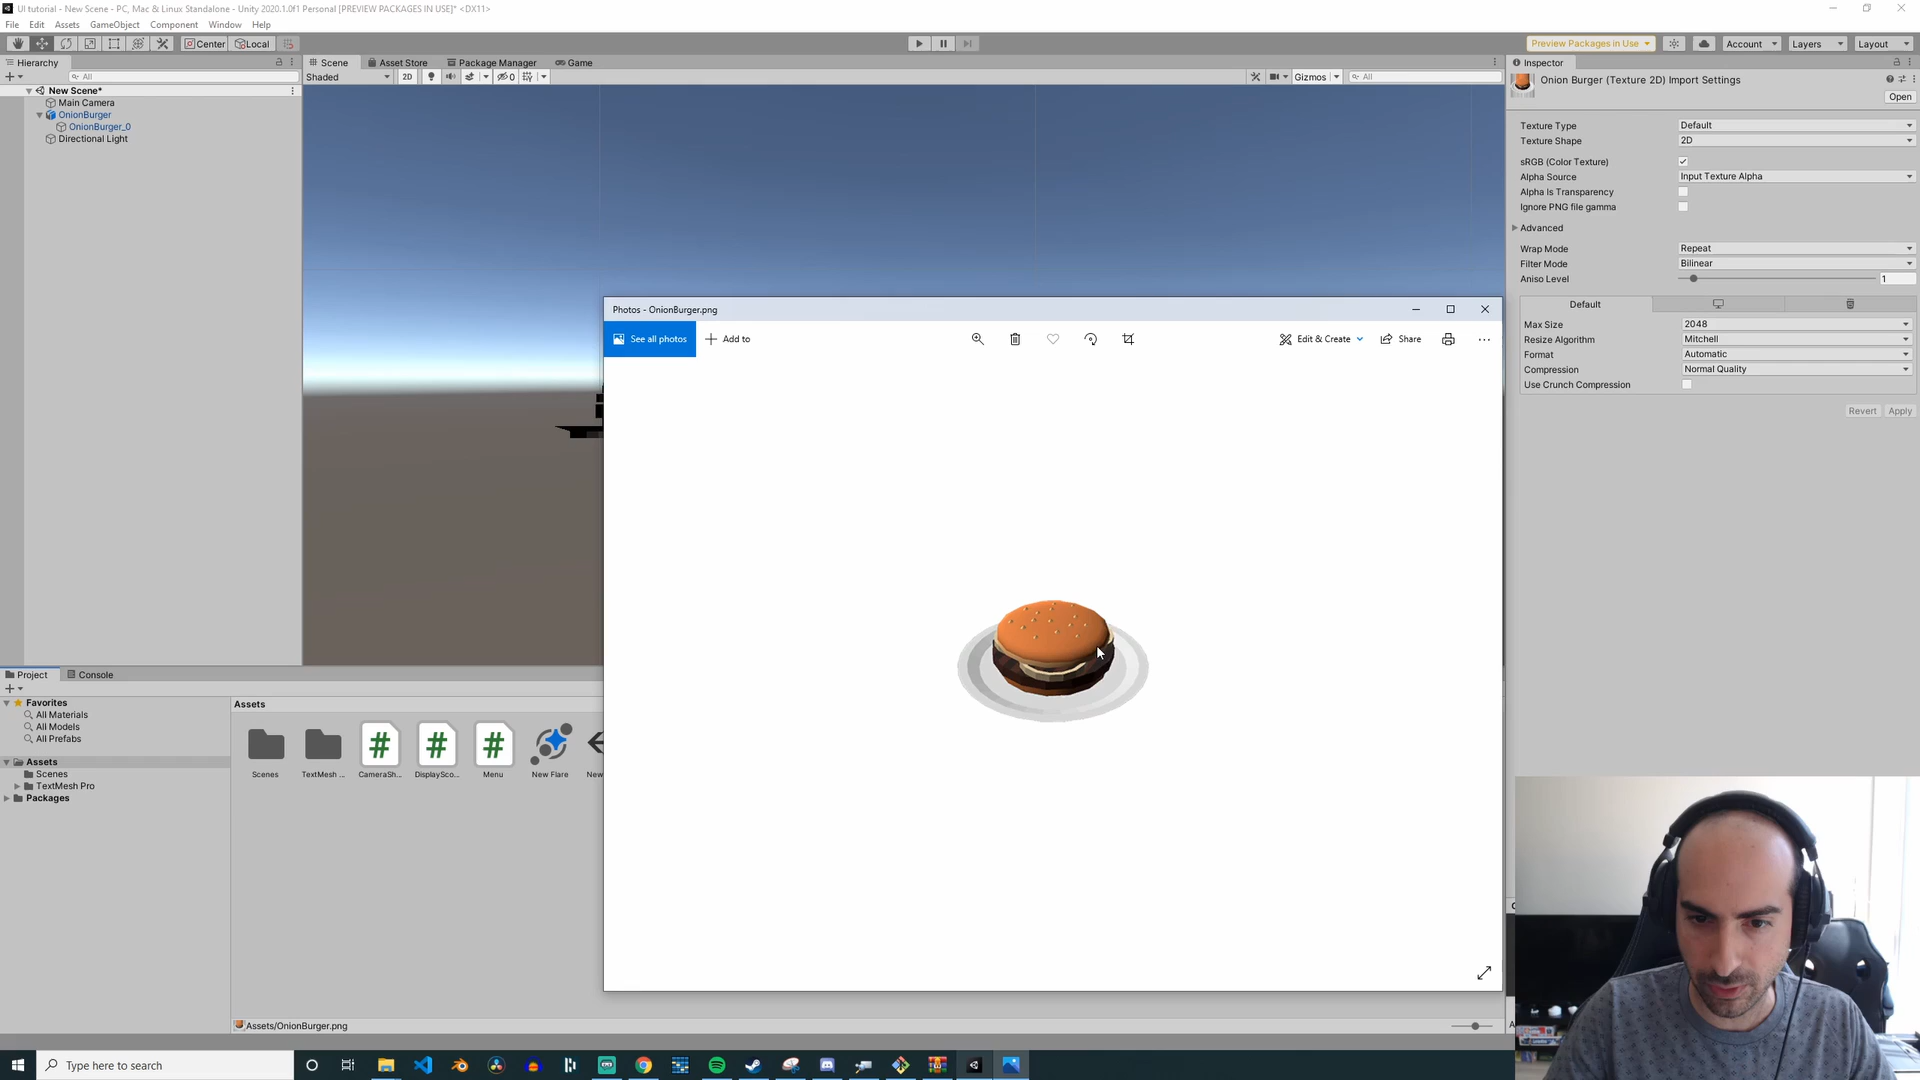 UI tutorial - New Scene - PC, Mac & Linux Standalone - Unity 2020.1.0f1 Personal [PREVIEW PACKAGES IN USE]* <DX11>
File Edit Assets GameObject Component Window Help
Center Local Preview Packages in Use Account Layers Layout
Hierarchy Scene Asset Store Package Manager Game Inspector
All Shaded 2D 0 Gizmos All
New Scene*
Main Camera
OnionBurger
OnionBurger_0
Directional Light
Onion Burger (Texture 2D) Import Settings
Open
Texture Type Default
Texture Shape 2D
sRGB (Color Texture)
Alpha Source Input Texture Alpha
Alpha Is Transparency
Ignore PNG file gamma
Advanced
Wrap Mode Repeat
Filter Mode Bilinear
Aniso Level 1
Default
Max Size 2048
Resize Algorithm Mitchell
Format Automatic
Compression Normal Quality
Use Crunch Compression
Revert Apply
Photos - OnionBurger.png
See all photos Add to Edit & Create Share
Project Console
Favorites
All Materials
All Models
All Prefabs
Assets
Scenes
TextMesh Pro
Packages
Assets
Scenes TextMesh ... CameraSh... DisplaySco... Menu New Flare New
Assets/OnionBurger.png
Type here to search